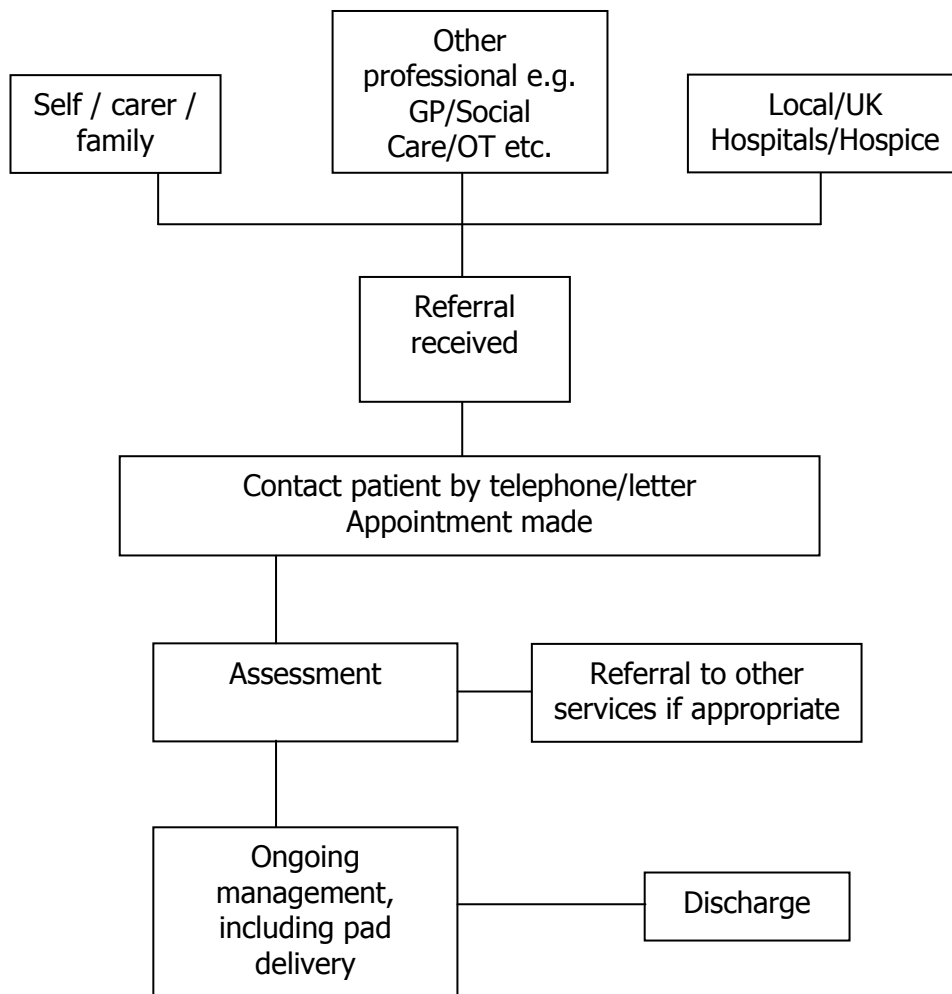 Self / carer /
family
Other
professional e.g.
GP/Social
Care/OT etc.
Local/UK
Hospitals/Hospice
Referral
received
Contact patient by telephone/letter
Appointment made
Assessment
Referral to other
services if appropriate
Ongoing
management,
including pad
delivery
Discharge